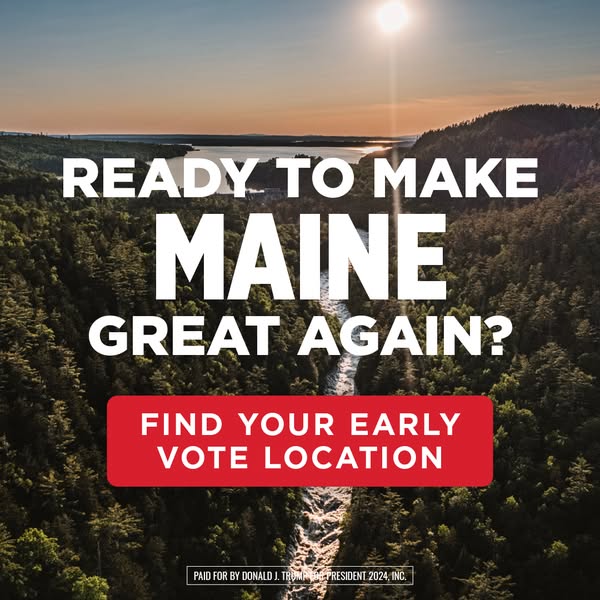 READY TO MAKE
MAINE
GREAT AGAIN?
FIND YOUR EARLY
VOTE LOCATION
PAID FOR BY DONALD J. TRUMP FOR PRESIDENT 2024, INC.